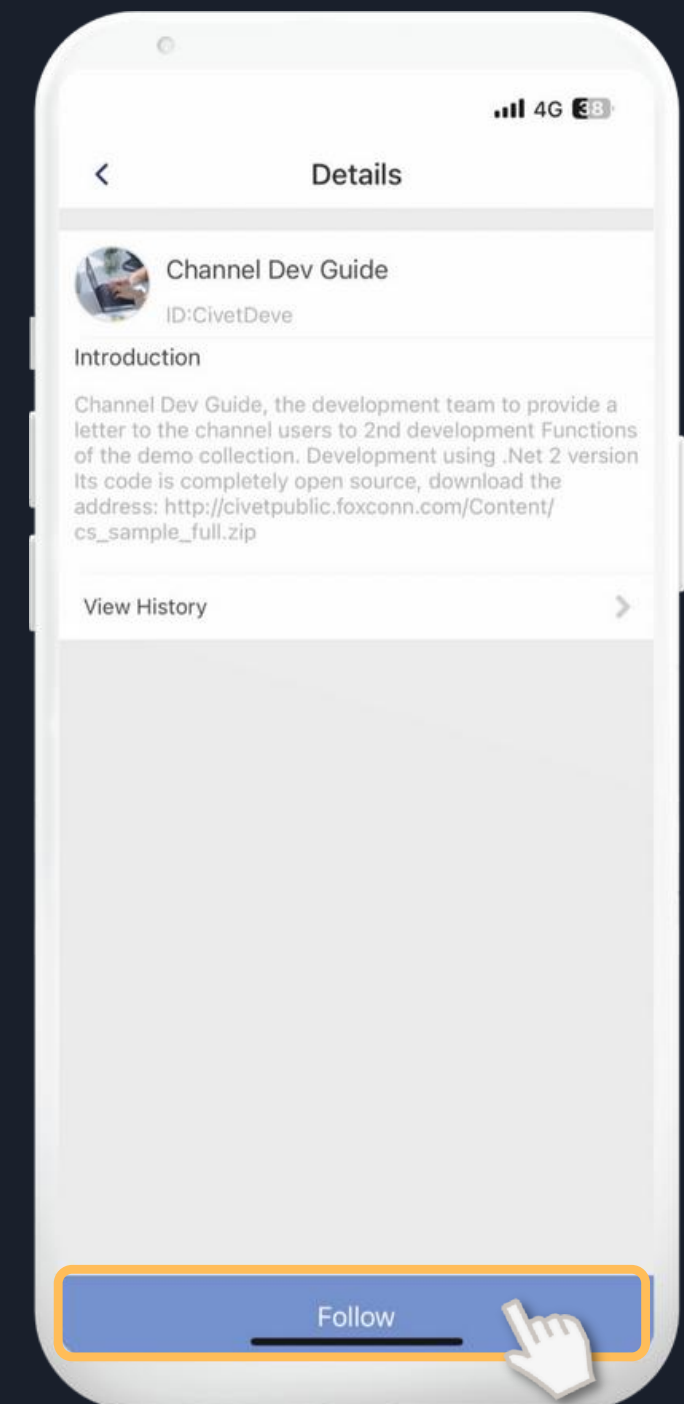 4G 38
Details
Channel Dev Guide
ID:CivetDeve
Introduction
Channel Dev Guide, the development team to provide a
letter to the channel users to 2nd development Functions
of the demo collection. Development using .Net 2 version
Its code is completely open source, download the
address: http://civetpublic.foxconn.com/Content/
cs_sample_full.zip
View History
Follow